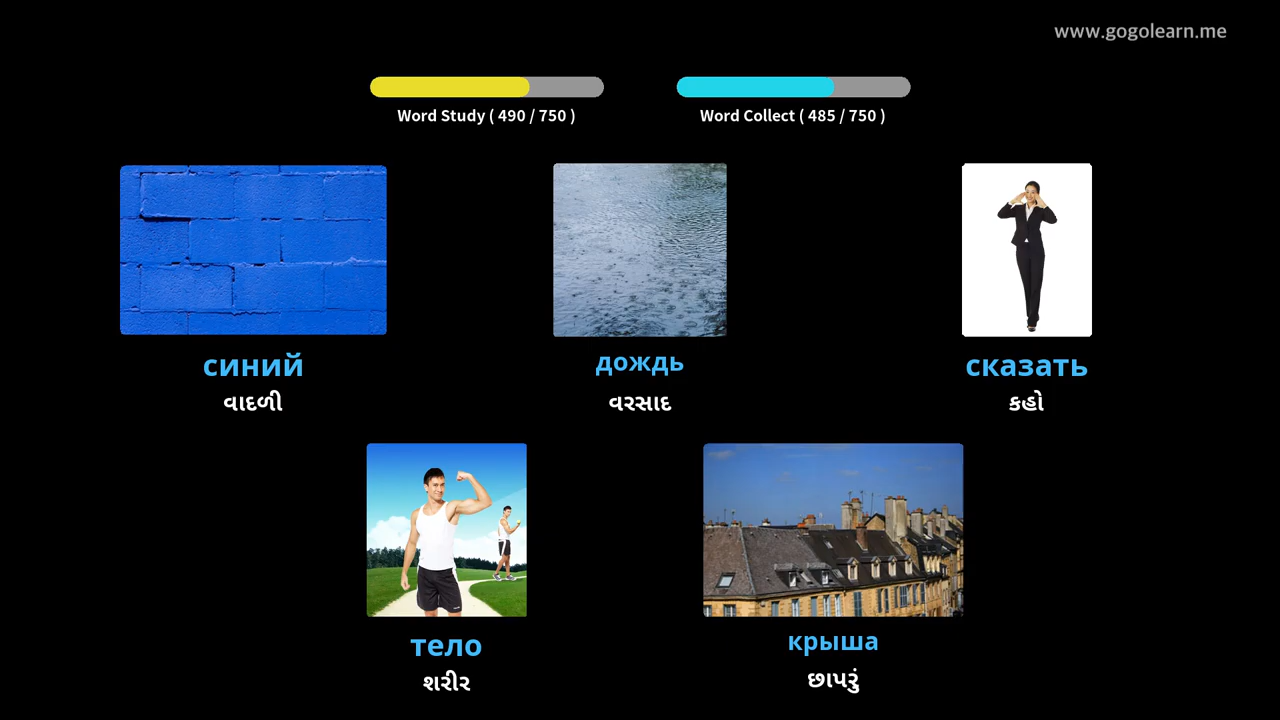 www.gogolearn.me
Word Study ( 490 / 750 )
Word Collect ( 485 / 750 )
синий
વાદળી
дождь
વરસાદ
сказать
કહો
тело
શરીર
крыша
છાપરું